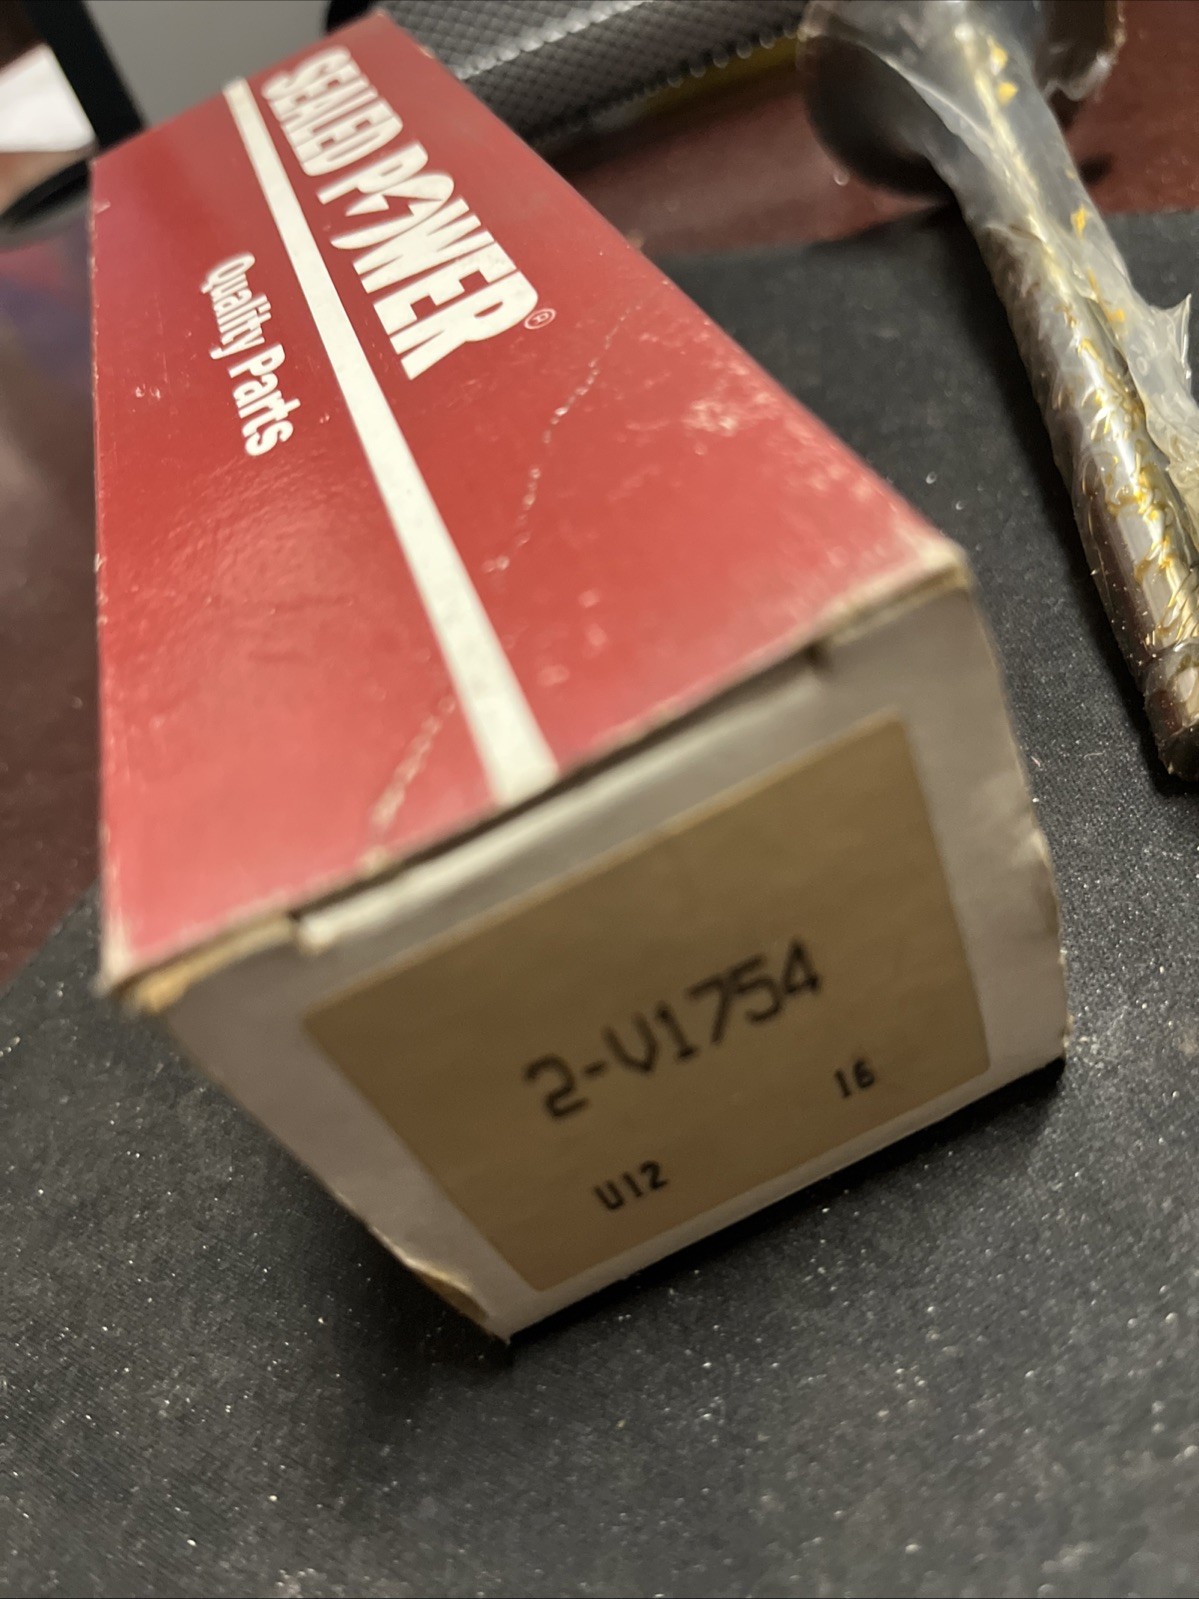 SEALED POWER®
Quality Parts
2-V1754
U12 16